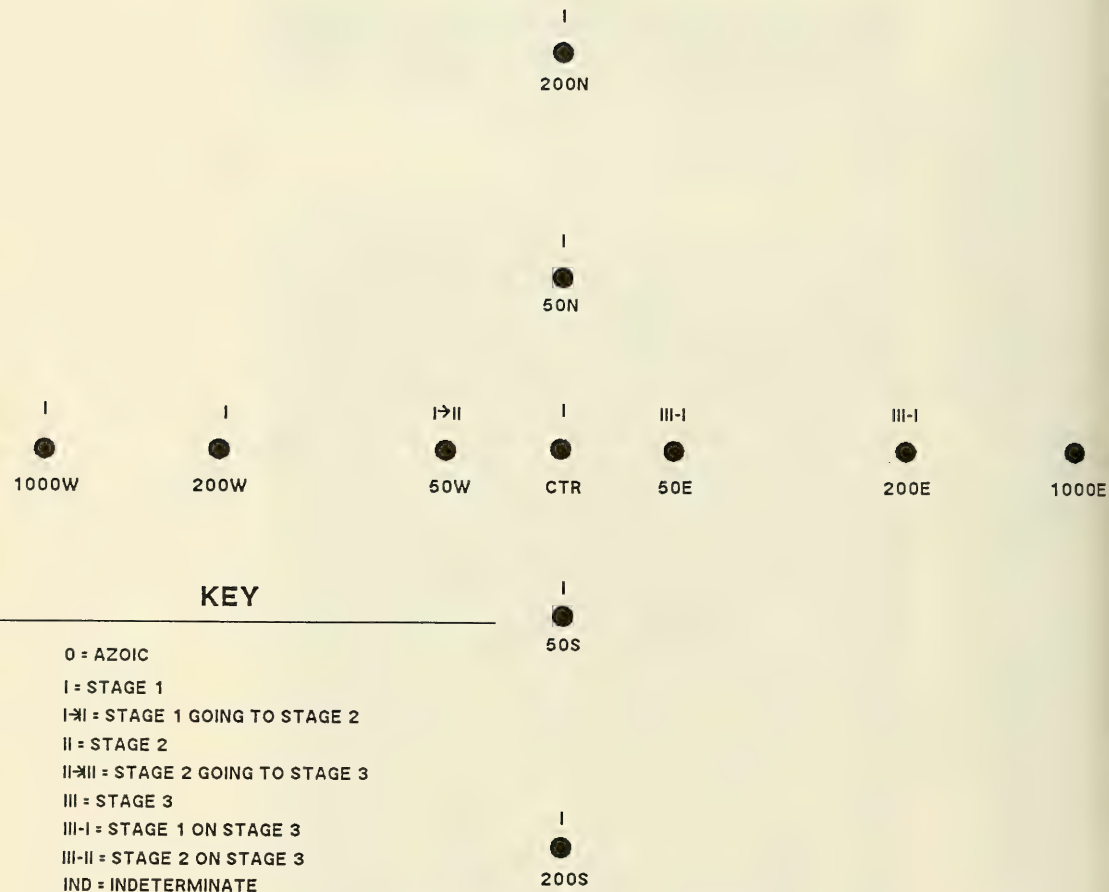 I
200N
I
50N
I I I→II I III-I III-I
1000W 200W 50W CTR 50E 200E 1000E
KEY
I
50S
0 = AZOIC
I = STAGE 1
I→II = STAGE 1 GOING TO STAGE 2
II = STAGE 2
II→III = STAGE 2 GOING TO STAGE 3
III = STAGE 3
III-I = STAGE 1 ON STAGE 3
III-II = STAGE 2 ON STAGE 3
IND = INDETERMINATE
I
200S